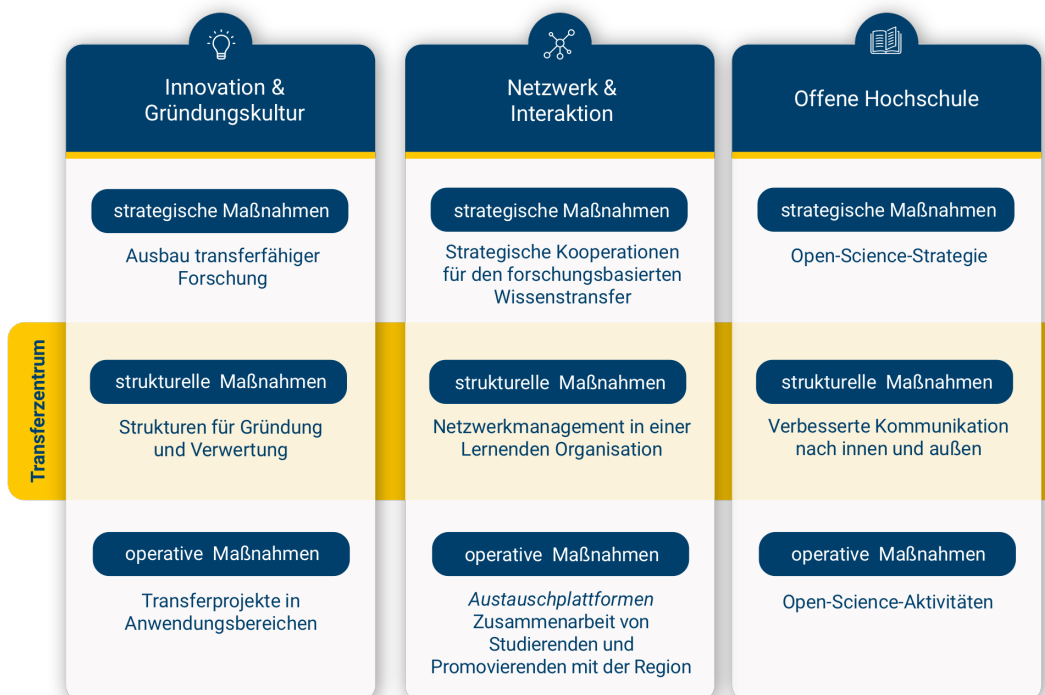 Innovation &
Gründungskultur
strategische Maßnahmen
Ausbau transferfähiger
Forschung
strukturelle Maßnahmen
Strukturen für Gründung
und Verwertung
operative Maßnahmen
Transferprojekte in
Anwendungsbereichen
Netzwerk &
Interaktion
strategische Maßnahmen
Strategische Kooperationen
für den forschungsbasierten
Wissenstransfer
strukturelle Maßnahmen
Netzwerkmanagement in einer
Lernenden Organisation
operative Maßnahmen
Austauschplattformen
Zusammenarbeit von
Studierenden und
Promovierenden mit der Region
Offene Hochschule
strategische Maßnahmen
Open-Science-Strategie
strukturelle Maßnahmen
Verbesserte Kommunikation
nach innen und außen
operative Maßnahmen
Open-Science-Aktivitäten
Transferzentrum